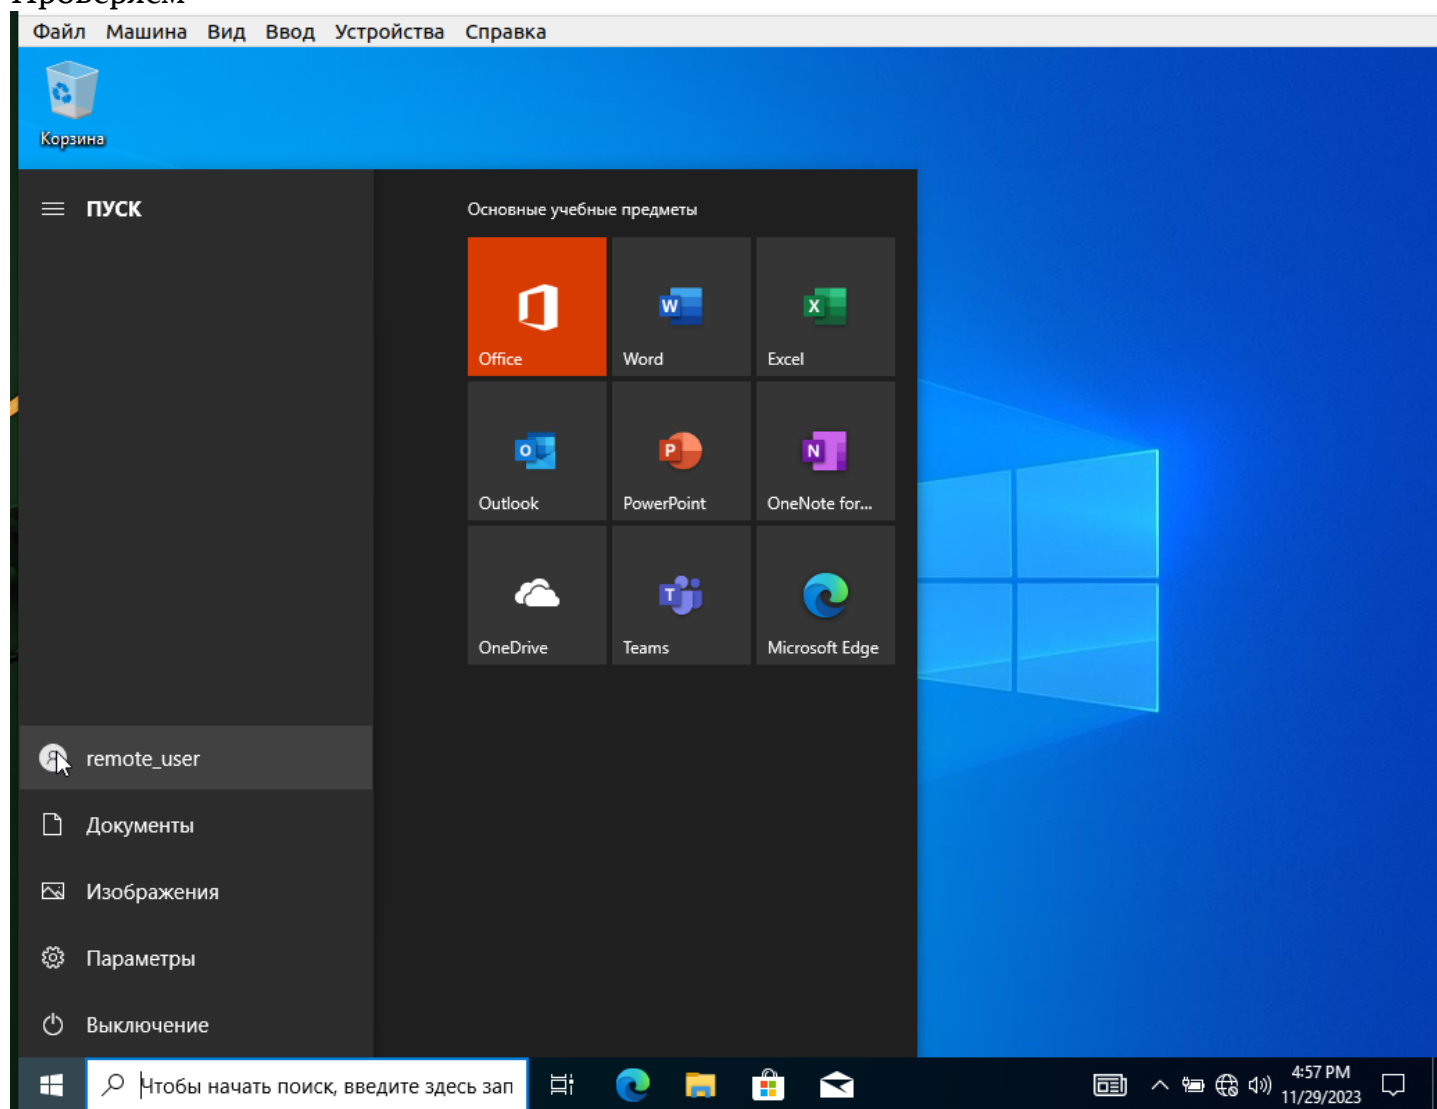 Проверяем
Файл Машина Вид Ввод Устройства Справка
Корзина
ПУСК
Основные учебные предметы
Office Word Excel
Outlook PowerPoint OneNote for...
OneDrive Teams Microsoft Edge
remote_user
Документы
Изображения
Параметры
Выключение
Чтобы начать поиск, введите здесь зап
4:57 PM
11/29/2023